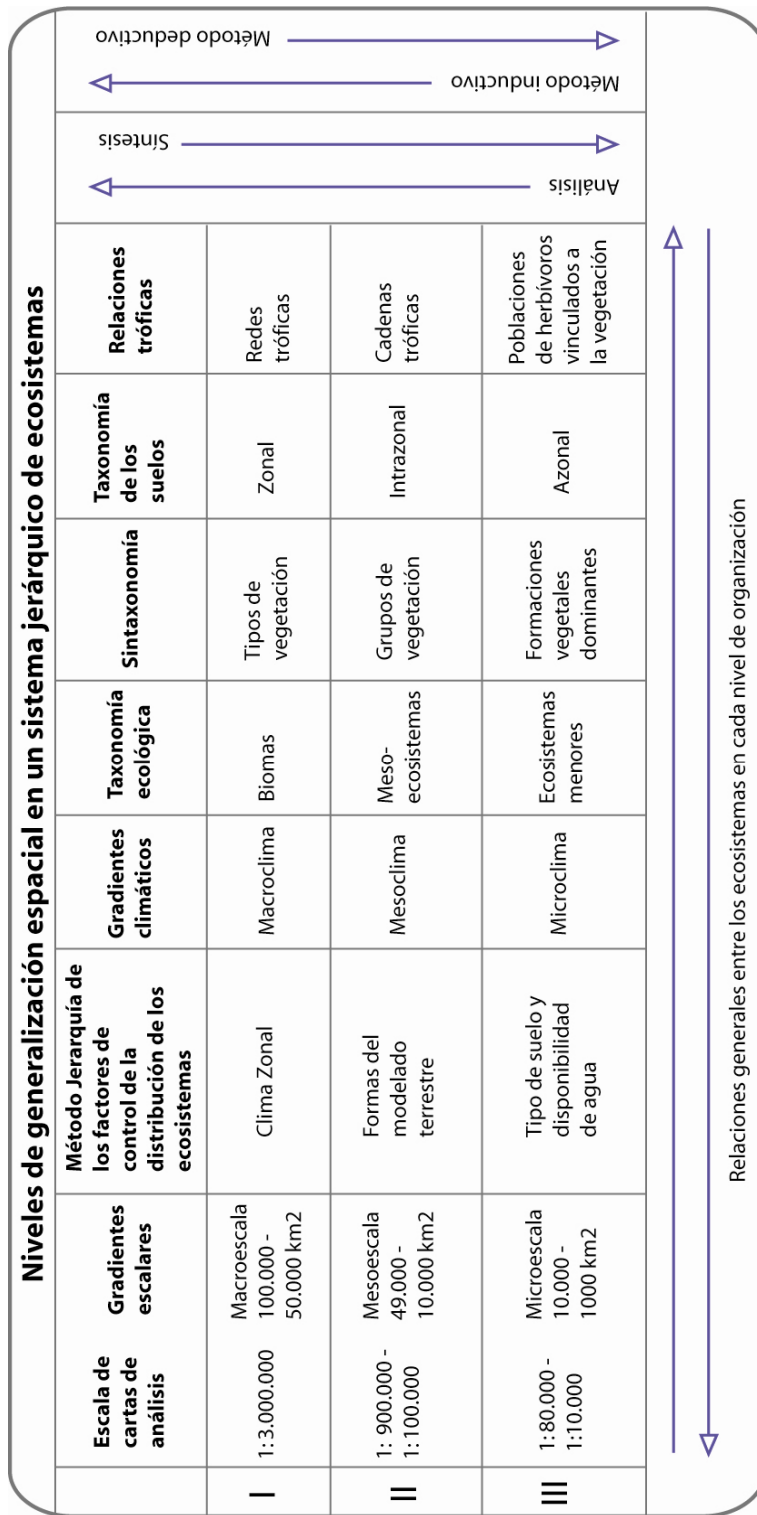 Niveles de generalización espacial en un sistema jerárquico de ecosistemas
Escala de
cartas de
análisis
Gradientes
escalares
Método Jerarquía de
los factores de
control de la
distribución de los
ecosistemas
Gradientes
climáticos
Taxonomía
ecológica
Sintaxonomía
Taxonomía
de los
suelos
Relaciones
tróficas
I
1:3.000.000
Macroescala
100.000 -
50.000 km2
Clima Zonal
Macroclima
Biomas
Tipos de
vegetación
Zonal
Redes
tróficas
II
1: 900.000 -
1: 100.000
Mesoescala
49.000 -
10.000 km2
Formas del
modelado
terrestre
Mesoclima
Meso-
ecosistemas
Grupos de
vegetación
Intrazonal
Cadenas
tróficas
III
1:80.000 -
1:10.000
Microescala
10.000 -
1000 km2
Tipo de suelo y
disponibilidad
de agua
Microclima
Ecosistemas
menores
Formaciones
vegetales
dominantes
Azonal
Poblaciones
de herbívoros
vinculados a
la vegetación
Análisis
Síntesis
Método inductivo
Método deductivo
Relaciones generales entre los ecosistemas en cada nivel de organización